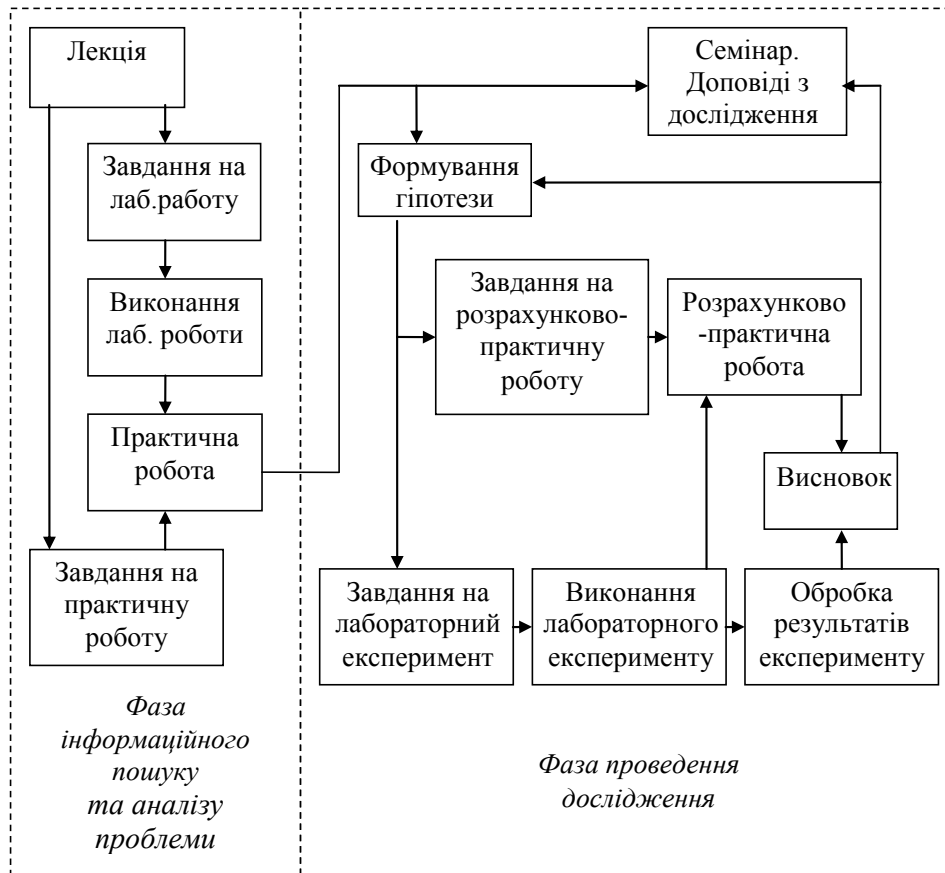 Лекція
Завдання на
лаб.работу
Виконання
лаб. роботи
Практична
робота
Завдання на
практичну
роботу
Фаза
інформаційного
пошуку
та аналізу
проблеми
Семінар.
Доповіді з
дослідження
Формування
гіпотези
Завдання на
розрахунково-
практичну
роботу
Розрахунково
-практична
робота
Висновок
Завдання на
лабораторний
експеримент
Виконання
лабораторного
експерименту
Обробка
результатів
експерименту
Фаза проведення
дослідження